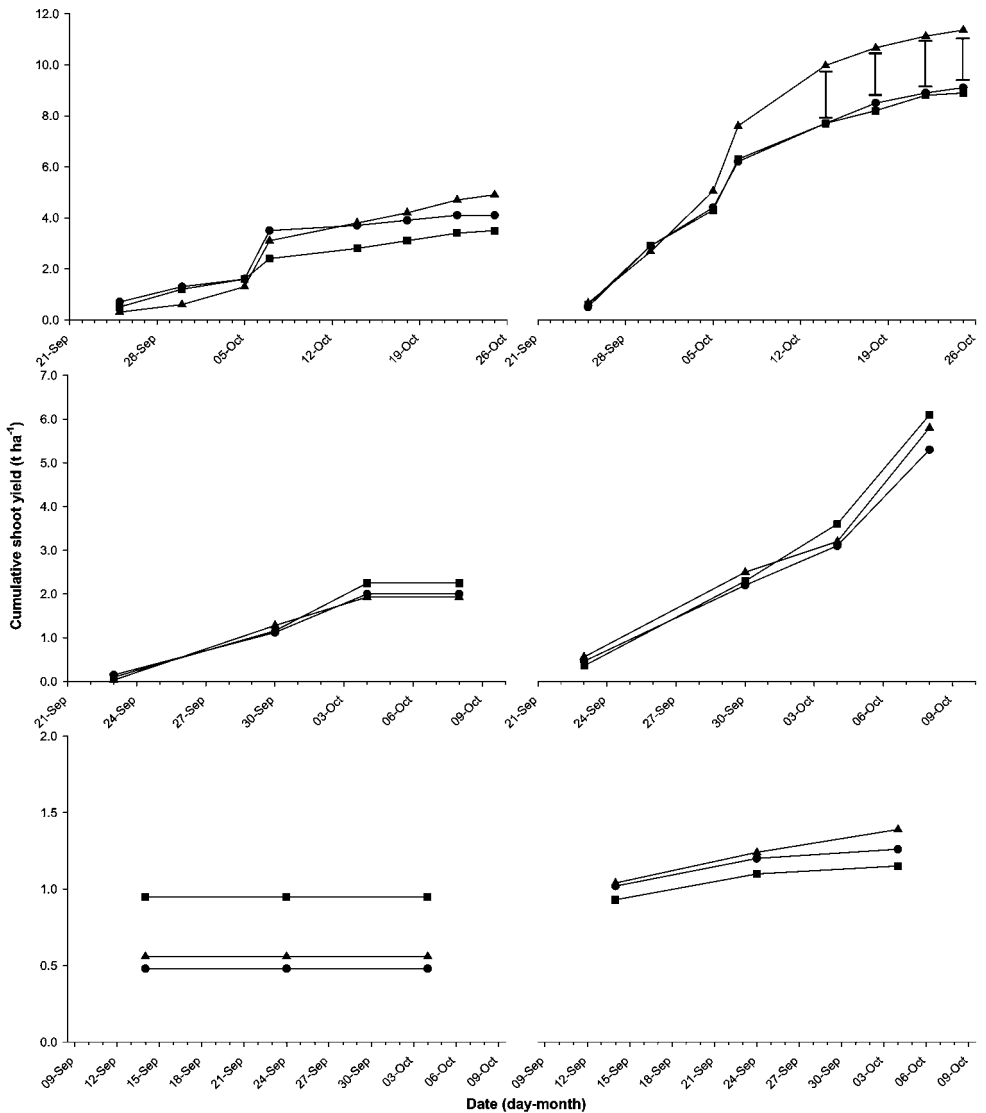 12.0
10.0
8.0
6.0
4.0
2.0
0.0
21-Sep 28-Sep 05-Oct 12-Oct 19-Oct 26-Oct
21-Sep 28-Sep 05-Oct 12-Oct 19-Oct 26-Oct
Cumulative shoot yield (t ha-1)
7.0
6.0
5.0
4.0
3.0
2.0
1.0
0.0
21-Sep 24-Sep 27-Sep 30-Sep 03-Oct 06-Oct 09-Oct
21-Sep 24-Sep 27-Sep 30-Sep 03-Oct 06-Oct 09-Oct
2.0
1.5
1.0
0.5
0.0
09-Sep 12-Sep 15-Sep 18-Sep 21-Sep 24-Sep 27-Sep 30-Sep 03-Oct 06-Oct 09-Oct
09-Sep 12-Sep 15-Sep 18-Sep 21-Sep 24-Sep 27-Sep 30-Sep 03-Oct 06-Oct 09-Oct
Date (day-month)